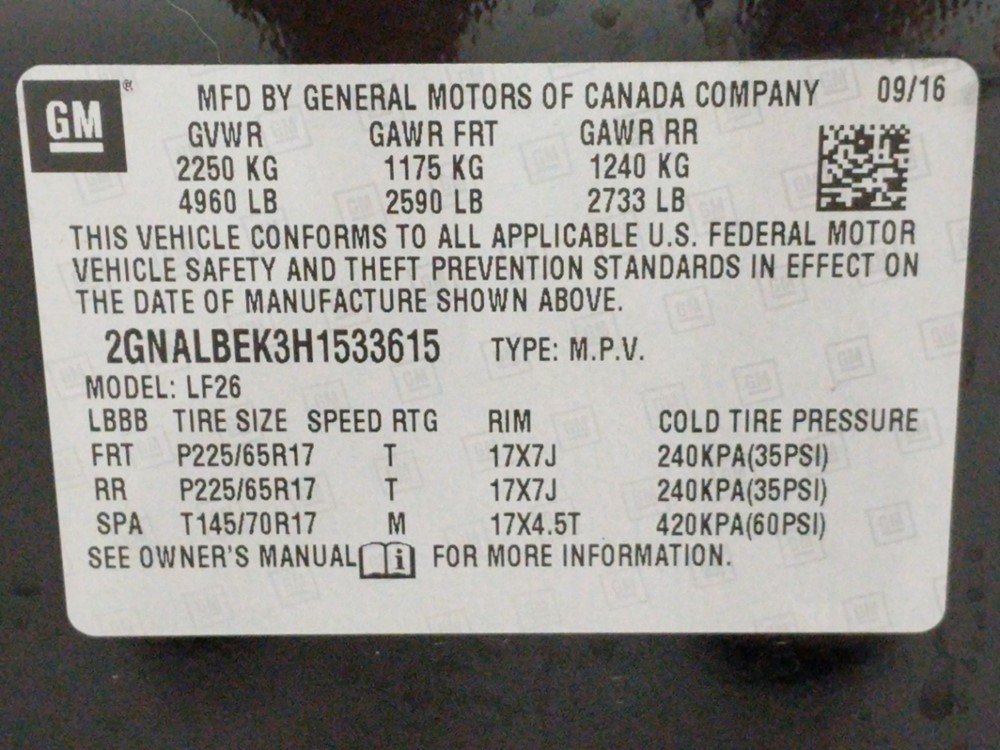 GM ® MFD BY GENERAL MOTORS OF CANADA COMPANY 09/16
GVWR GAWR FRT GAWR RR
2250 KG 1175 KG 1240 KG
4960 LB 2590 LB 2733 LB
THIS VEHICLE CONFORMS TO ALL APPLICABLE U.S. FEDERAL MOTOR
VEHICLE SAFETY AND THEFT PREVENTION STANDARDS IN EFFECT ON
THE DATE OF MANUFACTURE SHOWN ABOVE.
2GNALBEK3H1533615 TYPE: M.P.V.
MODEL: LF26
LBBB TIRE SIZE SPEED RTG RIM COLD TIRE PRESSURE
FRT P225/65R17 T 17X7J 240KPA(35PSI)
RR P225/65R17 T 17X7J 240KPA(35PSI)
SPA T145/70R17 M 17X4.5T 420KPA(60PSI)
SEE OWNER'S MANUAL i FOR MORE INFORMATION.